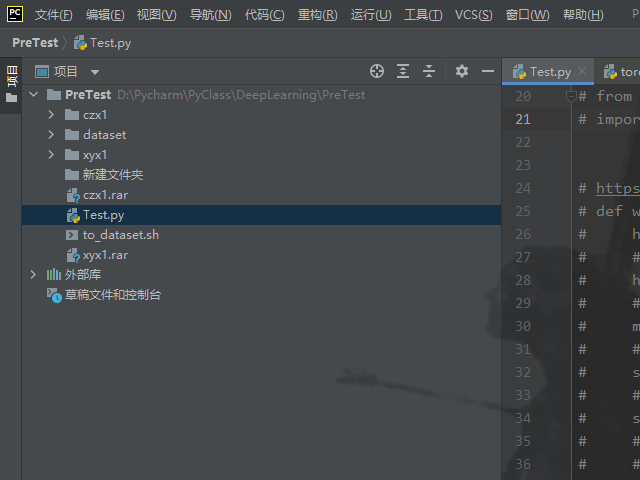 PC 文件(F) 编辑(E) 视图(V) 导航(N) 代码(C) 重构(R) 运行(U) 工具(T) VCS(S) 窗口(W) 帮助(H) P
PreTest Test.py
项目 项目 Test.py tore
PreTest D:\Pycharm\PyClass\DeepLearning\PreTest
czx1
dataset
xyx1
新建文件夹
czx1.rar
Test.py
to_dataset.sh
xyx1.rar
外部库
草稿文件和控制台
20 # from
21 # impor
22
23
24 # https
25 # def w
26 # h
27 # #
28 # h
29 # #
30 # m
31 # #
32 # s
33 # #
34 # s
35 # #
36 # #